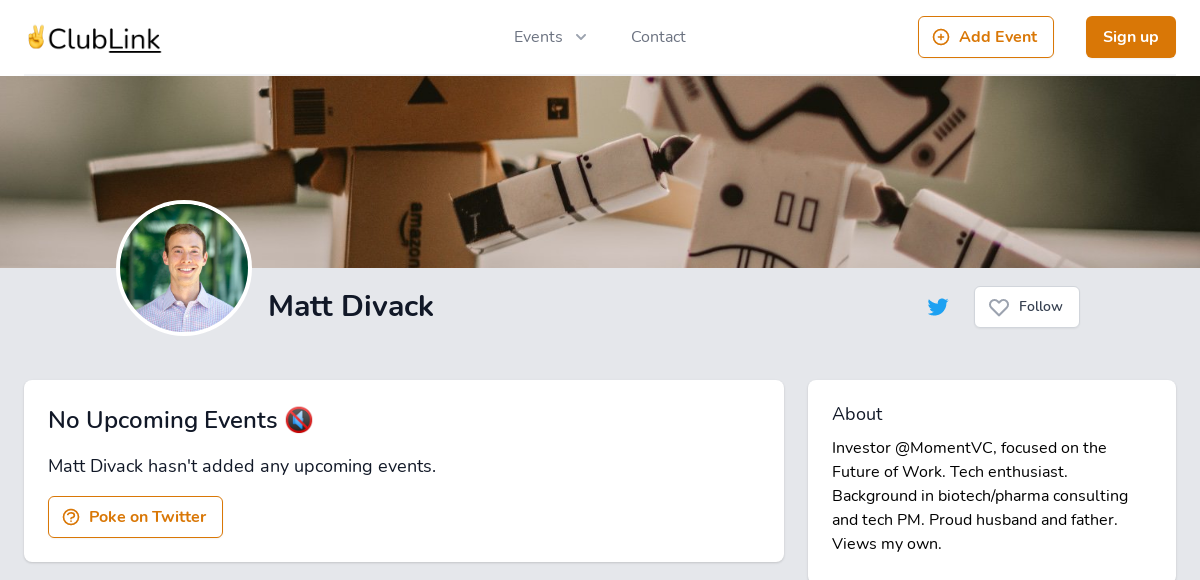 ✌ClubLink
Events
Contact
Add Event
Sign up
amazon
Matt Divack
Follow
No Upcoming Events 🔇
Matt Divack hasn't added any upcoming events.
Poke on Twitter
About
Investor @MomentVC, focused on the
Future of Work. Tech enthusiast.
Background in biotech/pharma consulting
and tech PM. Proud husband and father.
Views my own.